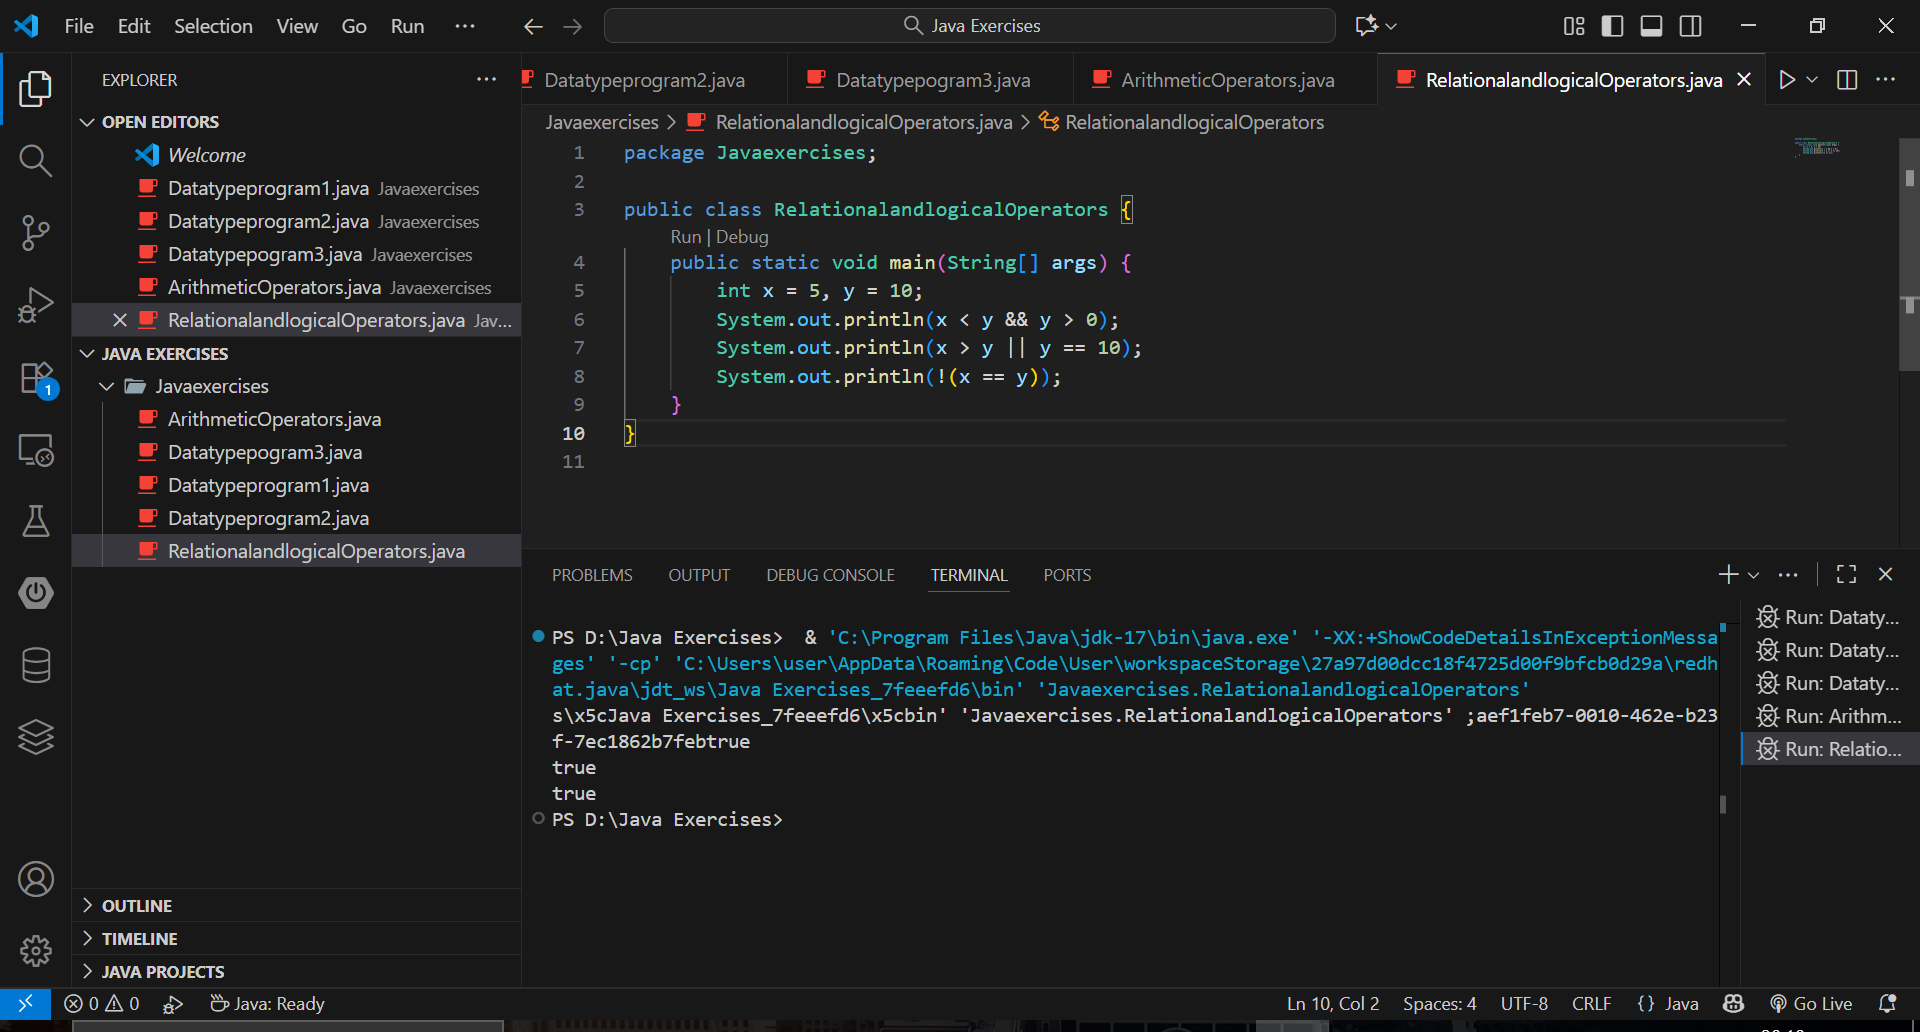 File Edit Selection View Go Run ··· Java Exercises
EXPLORER ···
OPEN EDITORS
Welcome
Datatypeprogram1.java Javaexercises
Datatypeprogram2.java Javaexercises
Datatypepogram3.java Javaexercises
ArithmeticOperators.java Javaexercises
RelationalandlogicalOperators.java Jav...
JAVA EXERCISES
Javaexercises
ArithmeticOperators.java
Datatypepogram3.java
Datatypeprogram1.java
Datatypeprogram2.java
RelationalandlogicalOperators.java
1
OUTLINE
TIMELINE
JAVA PROJECTS
Datatypeprogram2.java Datatypepogram3.java ArithmeticOperators.java RelationalandlogicalOperators.java ···
Javaexercises > RelationalandlogicalOperators.java > RelationalandlogicalOperators
1 package Javaexercises;
2
3 public class RelationalandlogicalOperators {
Run | Debug
4 public static void main(String[] args) {
5 int x = 5, y = 10;
6 System.out.println(x < y && y > 0);
7 System.out.println(x > y || y == 10);
8 System.out.println(!(x == y));
9 }
10 }
11
PROBLEMS OUTPUT DEBUG CONSOLE TERMINAL PORTS ···
PS D:\Java Exercises> & 'C:\Program Files\Java\jdk-17\bin\java.exe' '-XX:+ShowCodeDetailsInExceptionMessa
ges' '-cp' 'C:\Users\user\AppData\Roaming\Code\User\workspaceStorage\27a97d00dcc18f4725d00f9bfcb0d29a\redh
at.java\jdt_ws\Java Exercises_7feeefd6\bin' 'Javaexercises.RelationalandlogicalOperators'
s\x5cJava Exercises_7feeefd6\x5cbin' 'Javaexercises.RelationalandlogicalOperators' ;aef1feb7-0010-462e-b23
f-7ec1862b7febtrue
true
true
PS D:\Java Exercises>
Run: Dataty...
Run: Dataty...
Run: Dataty...
Run: Arithm...
Run: Relatio...
0 0 Java: Ready Ln 10, Col 2 Spaces: 4 UTF-8 CRLF {} Java Go Live